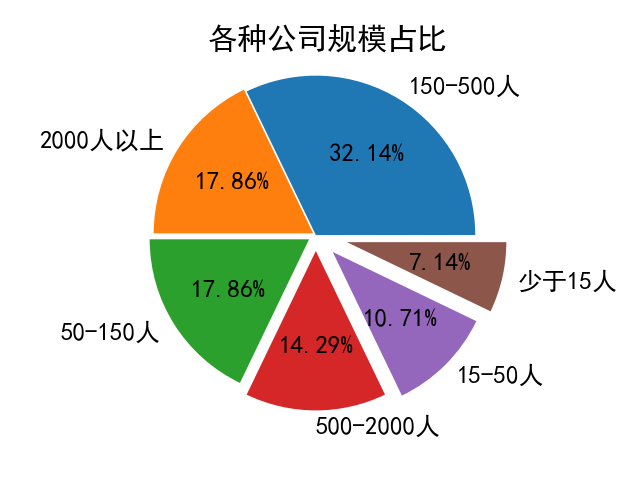 各种公司规模占比
150-500人
2000人以上
32.14%
17.86%
7.14%
少于15人
17.86%
10.71%
50-150人
14.29%
15-50人
500-2000人